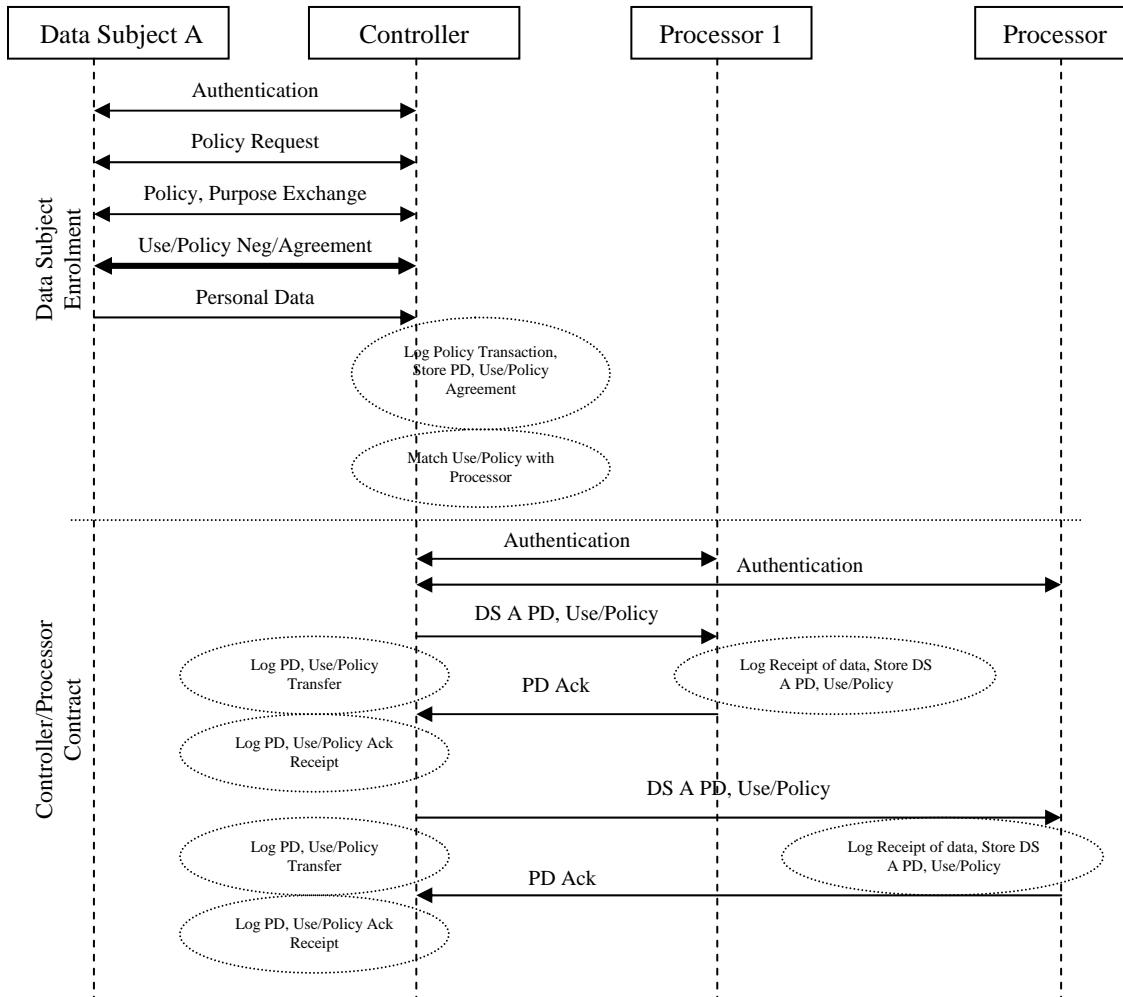 Data Subject A
Controller
Processor 1
Processor
Authentication
Policy Request
Policy, Purpose Exchange
Use/Policy Neg/Agreement
Personal Data
Data Subject
Enrolment
Log Policy Transaction,
Store PD, Use/Policy
Agreement
Match Use/Policy with
Processor
Authentication
Authentication
DS A PD, Use/Policy
Log PD, Use/Policy
Transfer
Log Receipt of data, Store DS
A PD, Use/Policy
PD Ack
Log PD, Use/Policy Ack
Receipt
Controller/Processor
Contract
DS A PD, Use/Policy
Log PD, Use/Policy
Transfer
Log Receipt of data, Store DS
A PD, Use/Policy
PD Ack
Log PD, Use/Policy Ack
Receipt